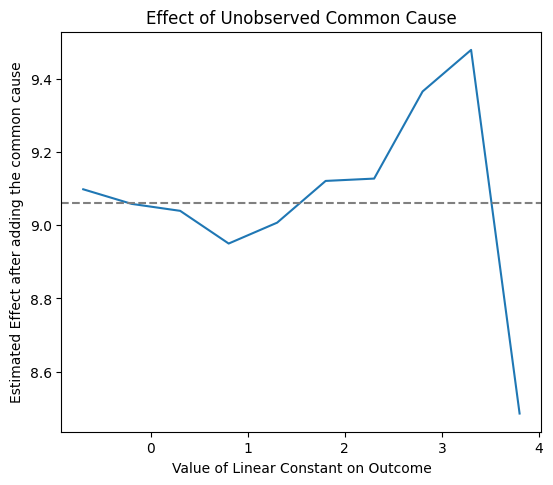 Effect of Unobserved Common Cause
Estimated Effect after adding the common cause
9.4
9.2
9.0
8.8
8.6
0 1 2 3 4
Value of Linear Constant on Outcome